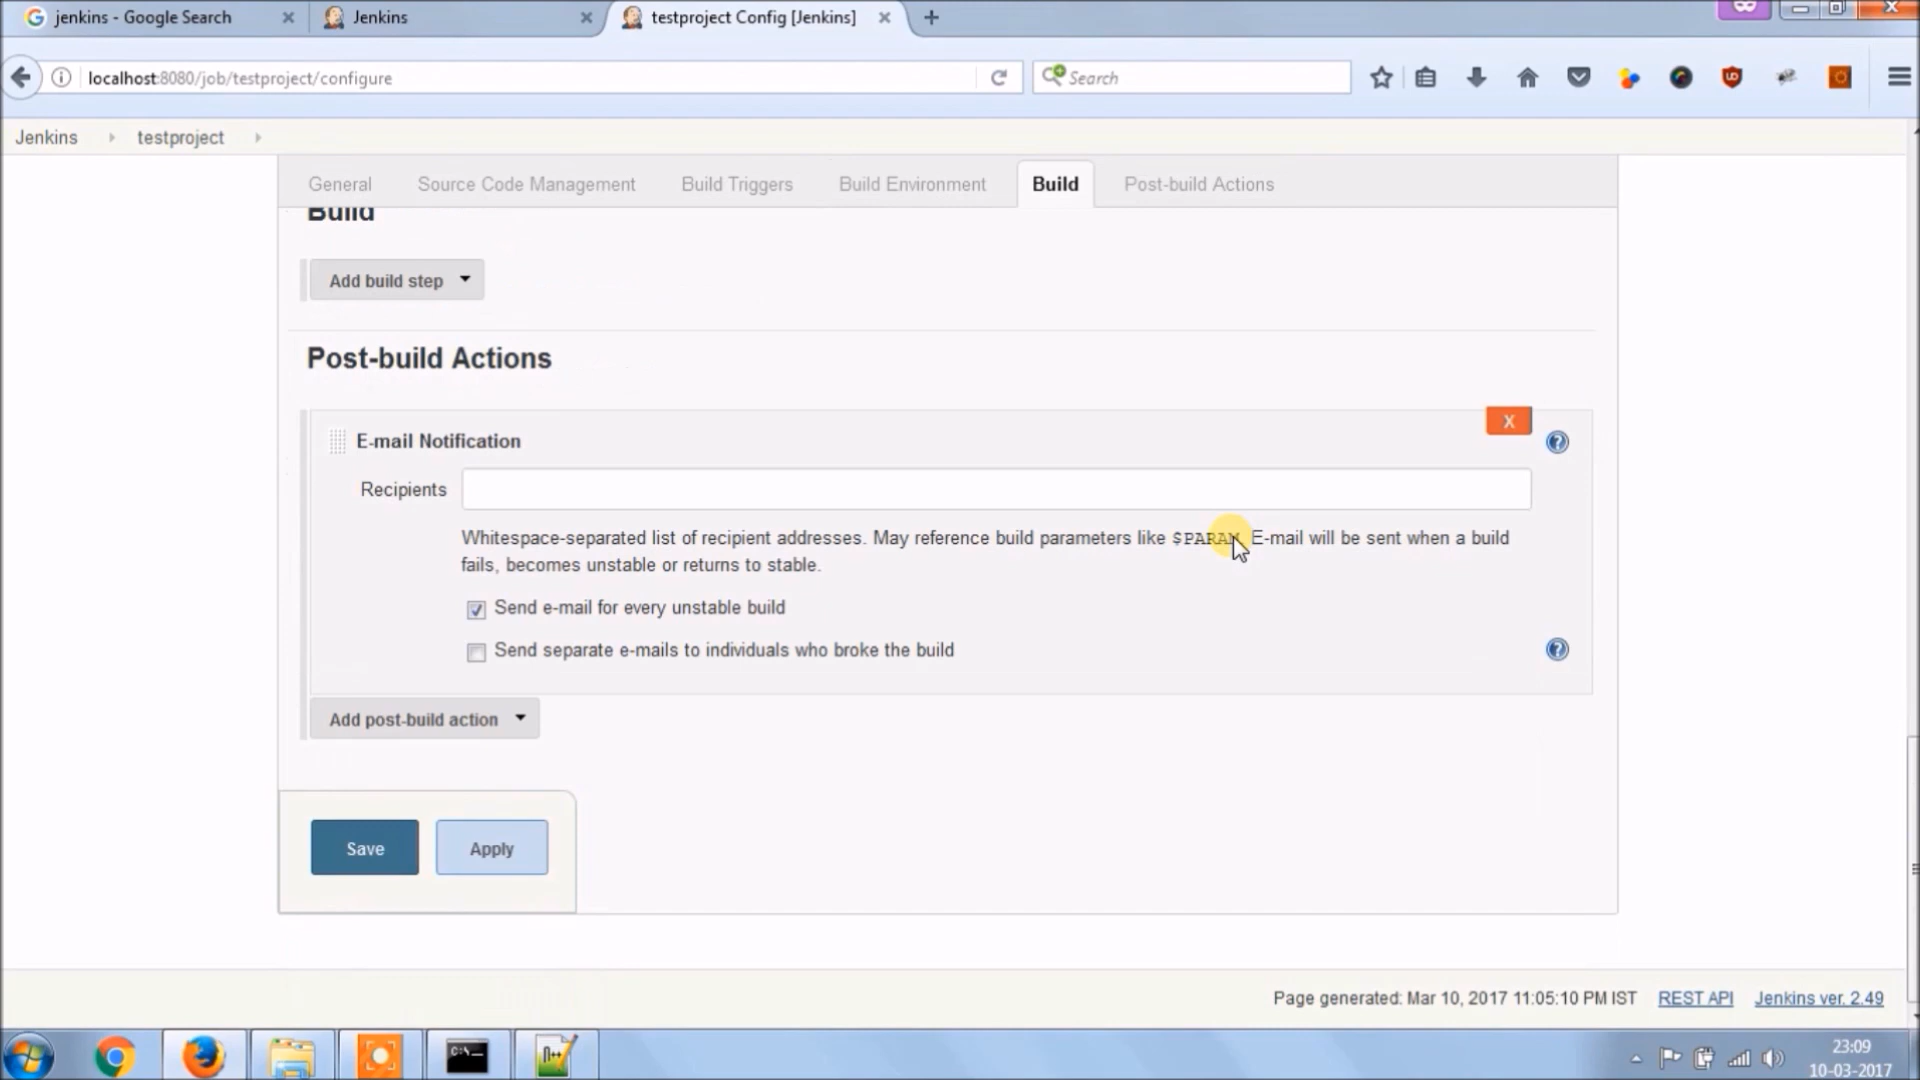 jenkins - Google Search
Jenkins
testproject Config [Jenkins]
localhost:8080/job/testproject/configure
Search
Jenkins
testproject
General
Source Code Management
Build Triggers
Build Environment
Build
Post-build Actions
Build
Add build step
Post-build Actions
X
E-mail Notification
Recipients
Whitespace-separated list of recipient addresses. May reference build parameters like $PARAM. E-mail will be sent when a build
fails, becomes unstable or returns to stable.
Send e-mail for every unstable build
Send separate e-mails to individuals who broke the build
Add post-build action
Save
Apply
Page generated: Mar 10, 2017 11:05:10 PM IST
REST API
Jenkins ver. 2.49
23:09
10-03-2017